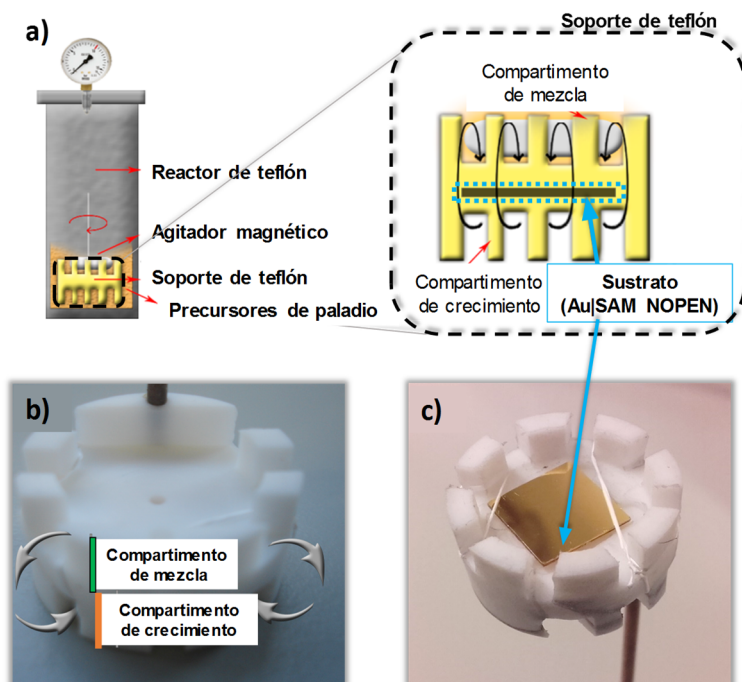 a)
Soporte de teflón
Compartimento
de mezcla
Reactor de teflón
Agitador magnético
Soporte de teflón
Precursores de paladio
Compartimento
de crecimiento
Sustrato
(Au|SAM NOPEN)
b)
Compartimento
de mezcla
Compartimento
de crecimiento
c)